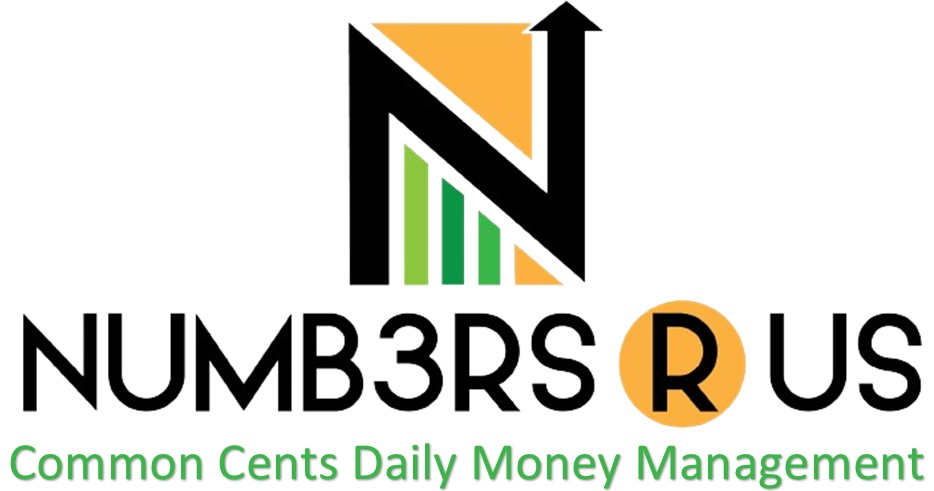 N
NUMB3RS R US
Common Cents Daily Money Management